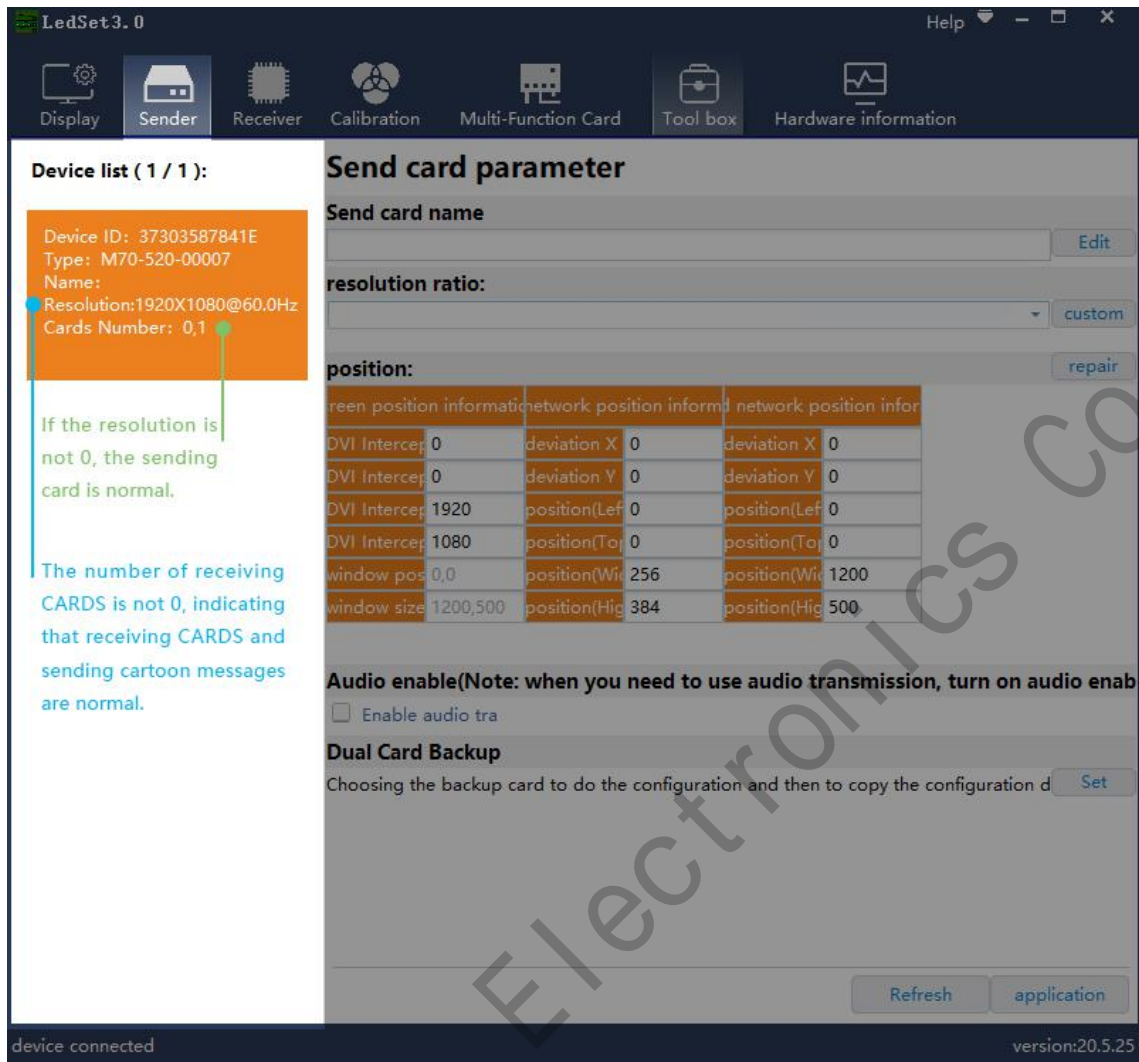 LedSet3.0
Help
Display
Sender
Receiver
Calibration
Multi-Function Card
Tool box
Hardware information
Device list ( 1 / 1 ):
Device ID: 37303587841E
Type: M70-520-00007
Name:
Resolution:1920X1080@60.0Hz
Cards Number: 0,1
If the resolution is
not 0, the sending
card is normal.
The number of receiving
CARDS is not 0, indicating
that receiving CARDS and
sending cartoon messages
are normal.
Send card parameter
Send card name
Edit
resolution ratio:
custom
position:
repair
reen position informatic network position inform d network position infor
DVI Intercep 0 deviation X 0 deviation X 0
DVI Intercep 0 deviation Y 0 deviation Y 0
DVI Intercep 1920 position(Lef 0 position(Lef 0
DVI Intercep 1080 position(Top 0 position(Top 0
window pos 0,0 position(Wid 256 position(Wid 1200
window size 1200,500 position(Hig 384 position(Hig 500
Audio enable(Note: when you need to use audio transmission, turn on audio enab
Enable audio tra
Dual Card Backup
Choosing the backup card to do the configuration and then to copy the configuration d
Set
Refresh
application
device connected
version:20.5.25
Electronics Co